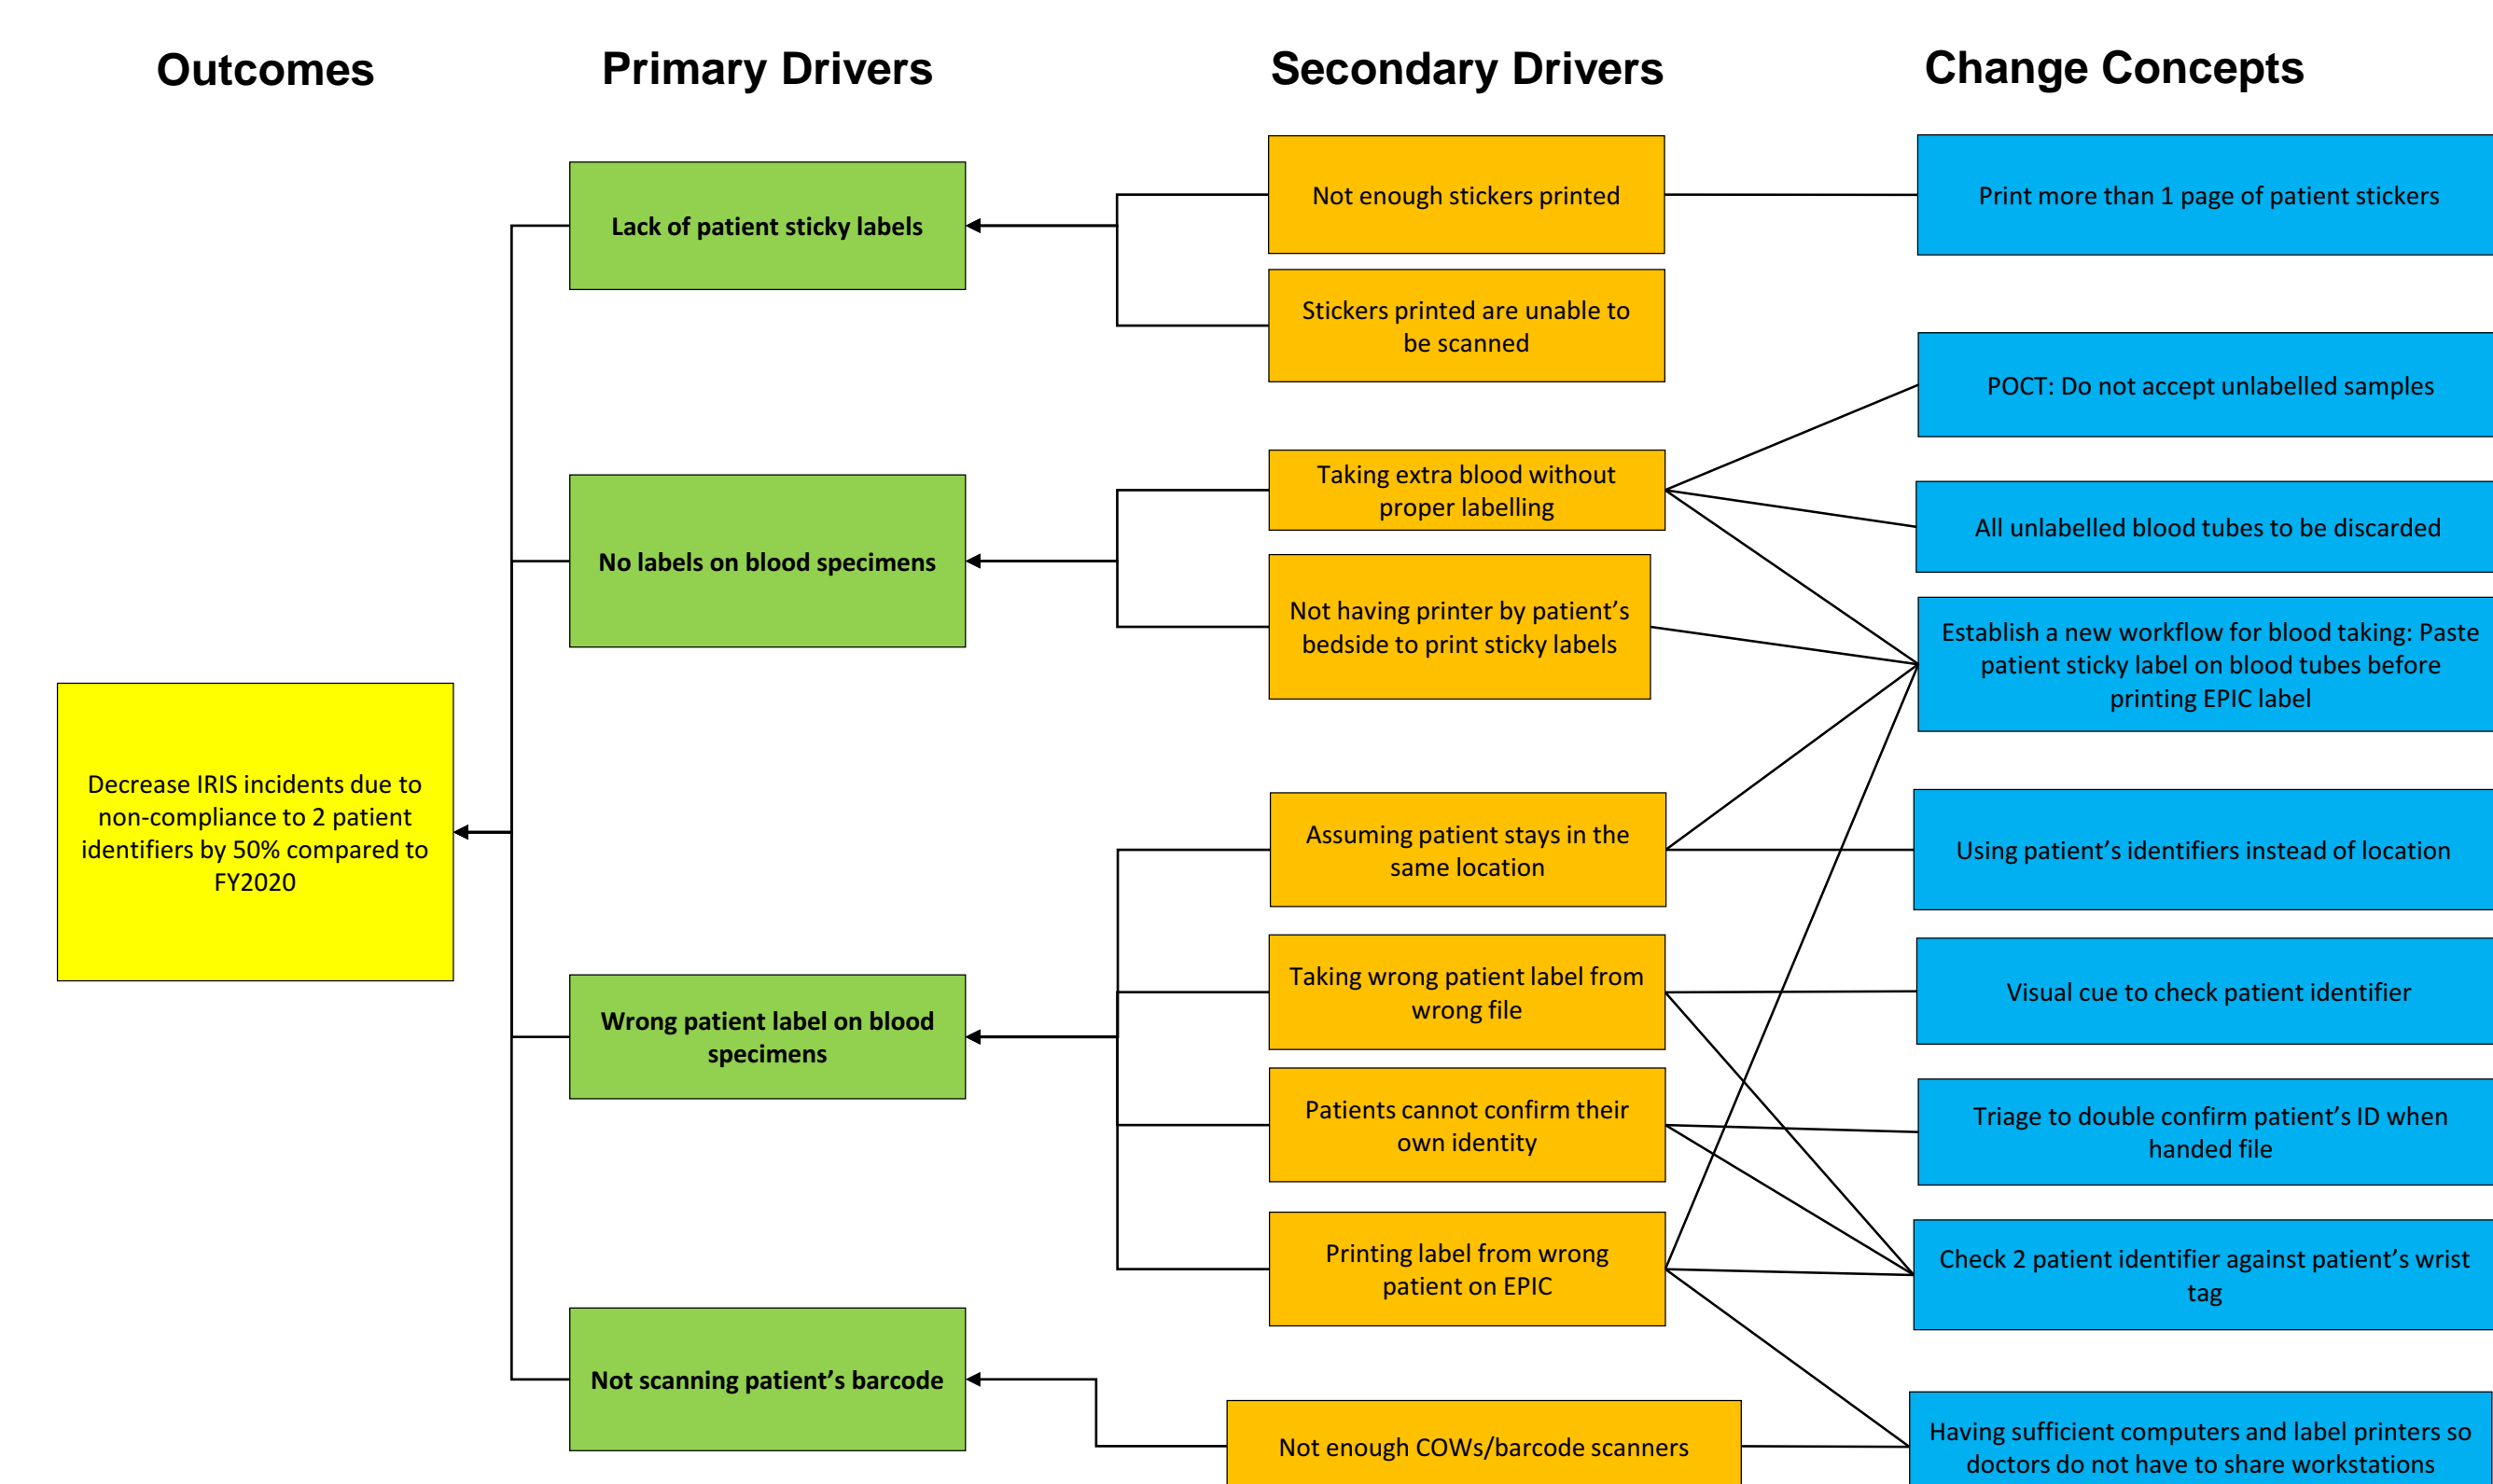 Outcomes
Primary Drivers
Secondary Drivers
Change Concepts
Decrease IRIS incidents due to
non-compliance to 2 patient
identifiers by 50% compared to
FY2020
Lack of patient sticky labels
No labels on blood specimens
Wrong patient label on blood
specimens
Not scanning patient’s barcode
Not enough stickers printed
Stickers printed are unable to
be scanned
Taking extra blood without
proper labelling
Not having printer by patient’s
bedside to print sticky labels
Assuming patient stays in the
same location
Taking wrong patient label from
wrong file
Patients cannot confirm their
own identity
Printing label from wrong
patient on EPIC
Not enough COWs/barcode scanners
Print more than 1 page of patient stickers
POCT: Do not accept unlabelled samples
All unlabelled blood tubes to be discarded
Establish a new workflow for blood taking: Paste
patient sticky label on blood tubes before
printing EPIC label
Using patient’s identifiers instead of location
Visual cue to check patient identifier
Triage to double confirm patient’s ID when
handed file
Check 2 patient identifier against patient’s wrist
tag
Having sufficient computers and label printers so
doctors do not have to share workstations